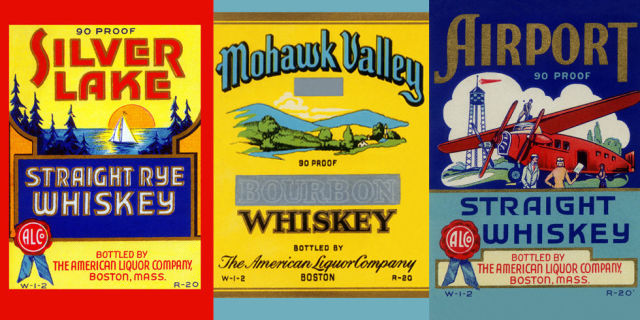 90 PROOF
SILVER
LAKE
STRAIGHT RYE
WHISKEY
ALCO
BOTTLED BY
THE AMERICAN LIQUOR COMPANY,
BOSTON, MASS.
W-1-2 R-20
Mohawk Valley
90 PROOF
BOURBON
WHISKEY
BOTTLED BY
The American Liquor Company
W-1-2 BOSTON R-20
AIRPORT
90 PROOF
STRAIGHT
WHISKEY
ALCO
BOTTLED BY
THE AMERICAN LIQUOR COMPANY,
BOSTON, MASS.
W-1-2 R-20